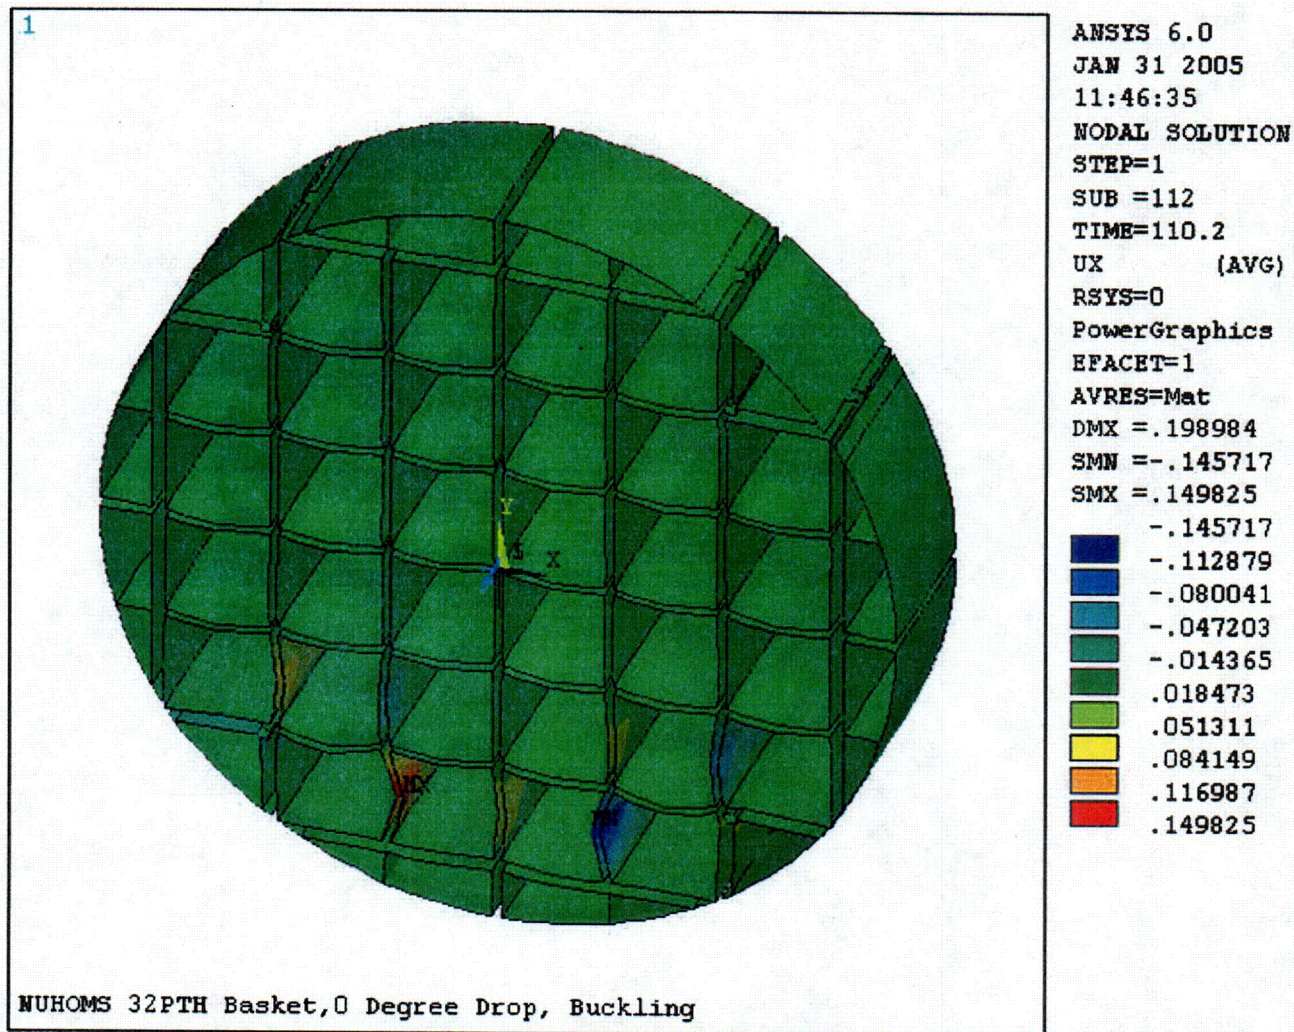 1
ANSYS 6.0
JAN 31 2005
11:46:35
NODAL SOLUTION
STEP=1
SUB =112
TIME=110.2
UX (AVG)
RSYS=0
PowerGraphics
EFACET=1
AVRES=Mat
DMX =.198984
SMN =-.145717
SMX =.149825
-.145717
-.112879
-.080041
-.047203
-.014365
.018473
.051311
.084149
.116987
.149825
Y
X
MX
NUHOMS 32PTH Basket,0 Degree Drop, Buckling